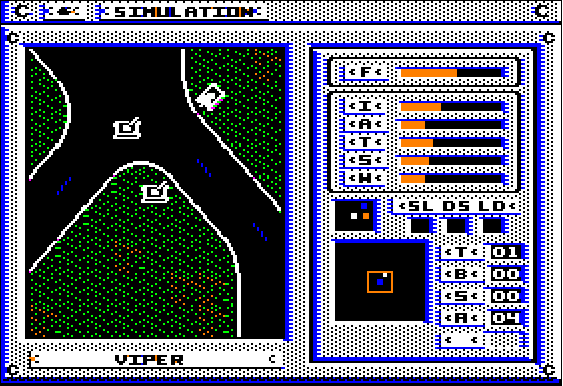 SIMULATION
F
I
A
T
S
W
SL DS LD
T 01
B 00
S 00
A 04
VIPER